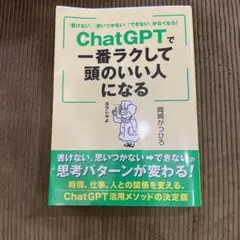 「書けない」「思いつかない」「できない」がなくなる!
ChatGPTで
一番ラクして
頭のいい人
になる
岡崎かつひろ
書けない、思いつかない→できない の
思考パターンが変わる!
時間、仕事、人との関係を変える、
ChatGPT活用メソッドの決定版